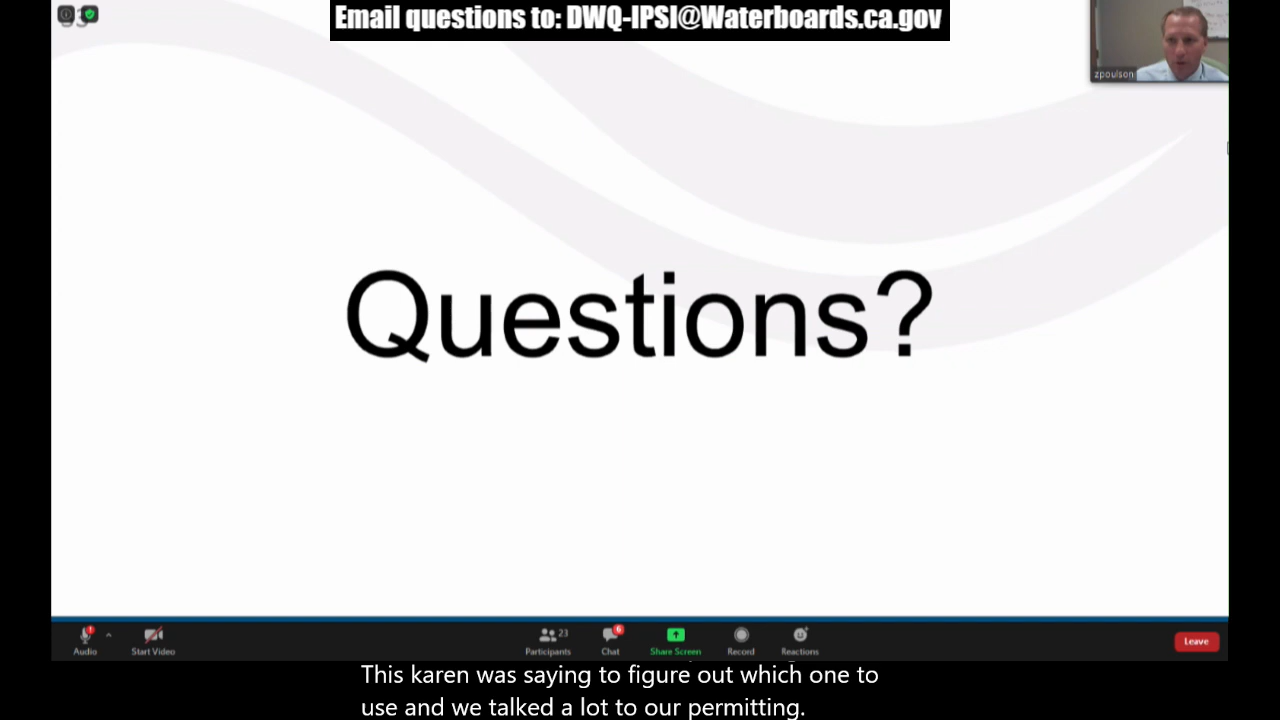 Email questions to: DWQ-IPSI@Waterboards.ca.gov
zpoulson
Questions?
23
6
Audio
Start Video
Participants
Chat
Share Screen
Record
Reactions
Leave
This karen was saying to figure out which one to
use and we talked a lot to our permitting.